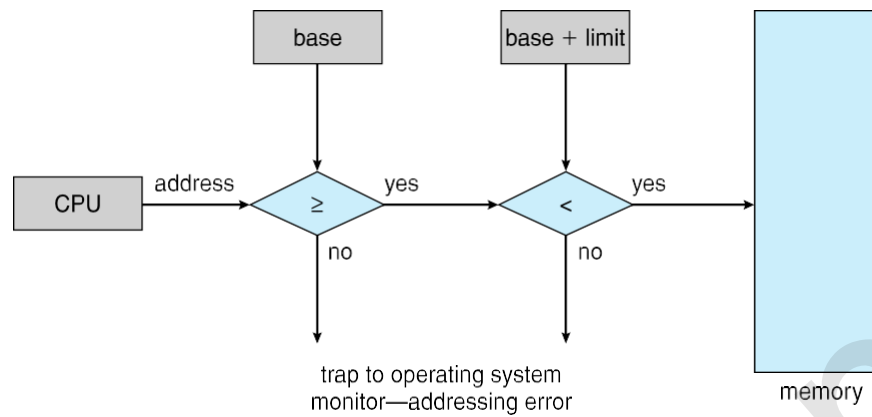 base
base + limit
CPU
address
≥
yes
<
yes
no
no
trap to operating system
monitor—addressing error
memory